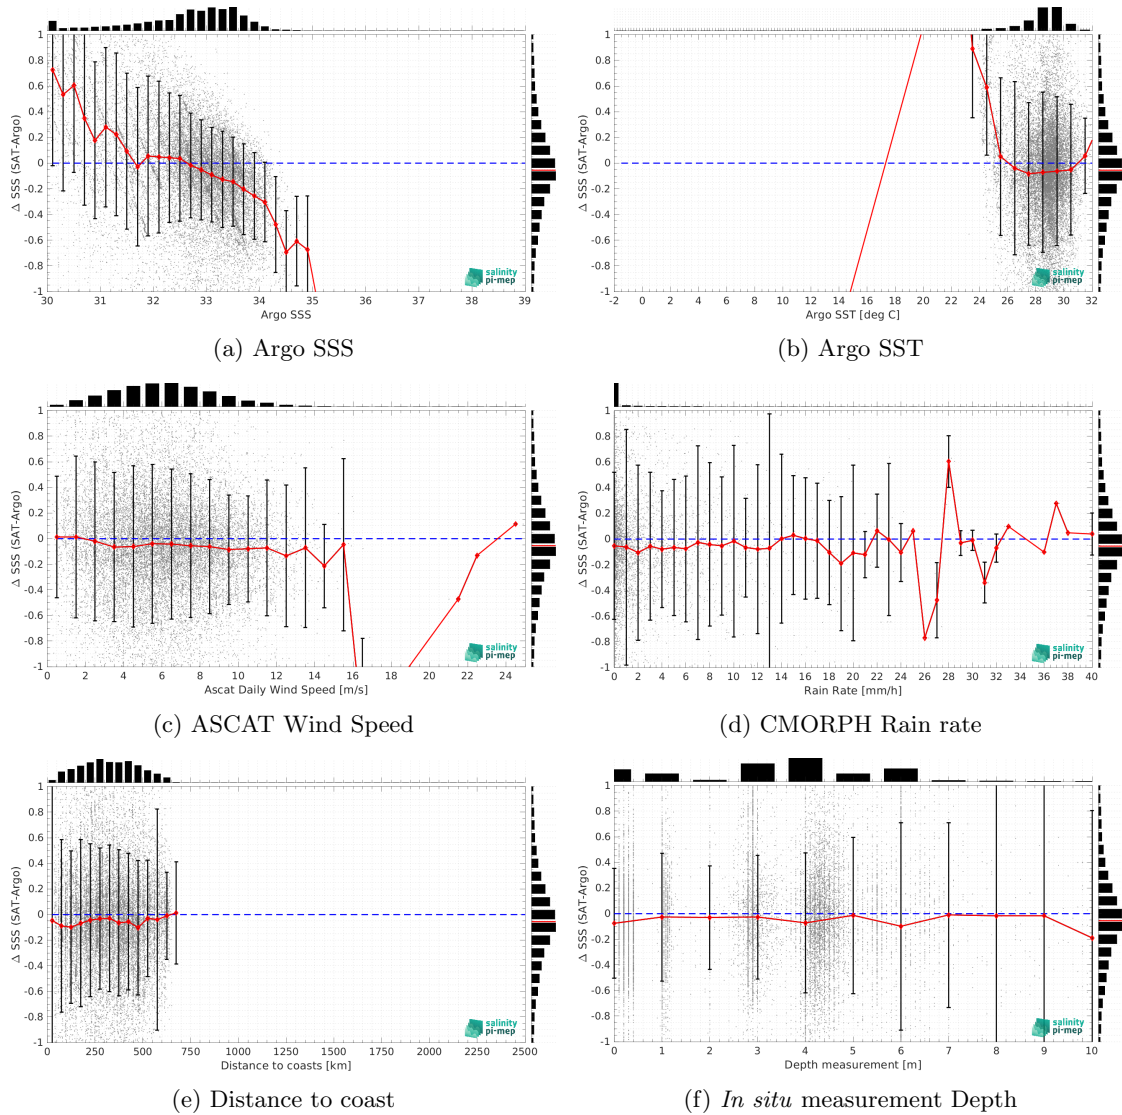 1
0.8
0.6
0.4
0.2
0
-0.2
-0.4
-0.6
-0.8
-1
Δ SSS (SAT-Argo)
salinity
pi-mep
30 31 32 33 34 35 36 37 38 39
Argo SSS
(a) Argo SSS
1
0.8
0.6
0.4
0.2
0
-0.2
-0.4
-0.6
-0.8
-1
Δ SSS (SAT-Argo)
salinity
pi-mep
-2 0 2 4 6 8 10 12 14 16 18 20 22 24 26 28 30 32
Argo SST [deg C]
(b) Argo SST
1
0.8
0.6
0.4
0.2
0
-0.2
-0.4
-0.6
-0.8
-1
Δ SSS (SAT-Argo)
salinity
pi-mep
0 2 4 6 8 10 12 14 16 18 20 22 24
Ascat Daily Wind Speed [m/s]
(c) ASCAT Wind Speed
1
0.8
0.6
0.4
0.2
0
-0.2
-0.4
-0.6
-0.8
-1
Δ SSS (SAT-Argo)
salinity
pi-mep
0 2 4 6 8 10 12 14 16 18 20 22 24 26 28 30 32 34 36 38 40
Rain Rate [mm/h]
(d) CMORPH Rain rate
1
0.8
0.6
0.4
0.2
0
-0.2
-0.4
-0.6
-0.8
-1
Δ SSS (SAT-Argo)
salinity
pi-mep
0 250 500 750 1000 1250 1500 1750 2000 2250 2500
Distance to coasts [km]
(e) Distance to coast
1
0.8
0.6
0.4
0.2
0
-0.2
-0.4
-0.6
-0.8
-1
Δ SSS (SAT-Argo)
salinity
pi-mep
0 1 2 3 4 5 6 7 8 9 10
Depth measurement [m]
(f) In situ measurement Depth